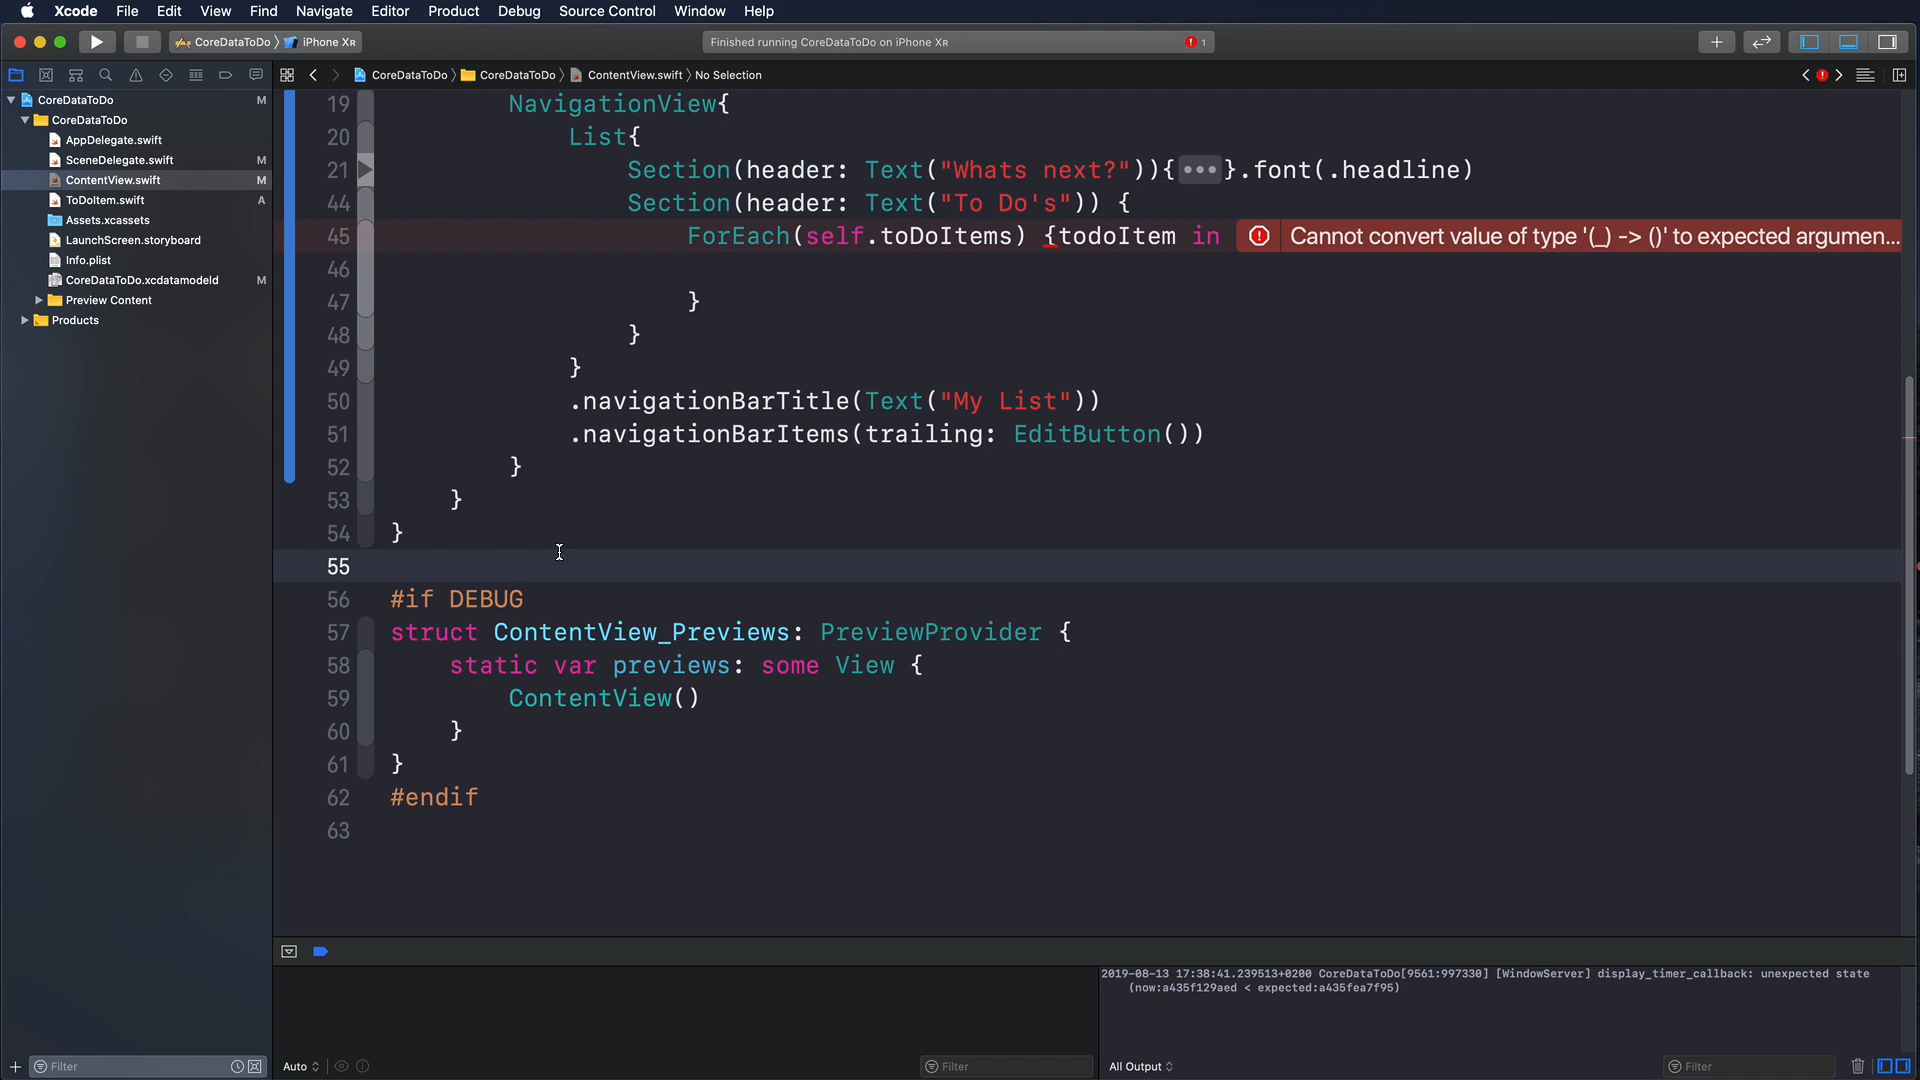 Xcode File Edit View Find Navigate Editor Product Debug Source Control Window Help
CoreDataToDo iPhone XR
Finished running CoreDataToDo on iPhone XR 1
CoreDataToDo CoreDataToDo ContentView.swift No Selection
CoreDataToDo M
CoreDataToDo
AppDelegate.swift
SceneDelegate.swift M
ContentView.swift M
ToDoItem.swift A
Assets.xcassets
LaunchScreen.storyboard
Info.plist
CoreDataToDo.xcdatamodeld M
Preview Content
Products
19 NavigationView{
20 List{
21 Section(header: Text("Whats next?")){•••}.font(.headline)
44 Section(header: Text("To Do's")) {
45 ForEach(self.toDoItems) {todoItem in Cannot convert value of type '(_) -> ()' to expected argumen...
46
47 }
48 }
49 }
50 .navigationBarTitle(Text("My List"))
51 .navigationBarItems(trailing: EditButton())
52 }
53 }
54 }
55
56 #if DEBUG
57 struct ContentView_Previews: PreviewProvider {
58 static var previews: some View {
59 ContentView()
60 }
61 }
62 #endif
63
2019-08-13 17:38:41.239513+0200 CoreDataToDo[9561:997330] [WindowServer] display_timer_callback: unexpected state
(now:a435f129aed < expected:a435fea7f95)
Filter Auto Filter All Output Filter